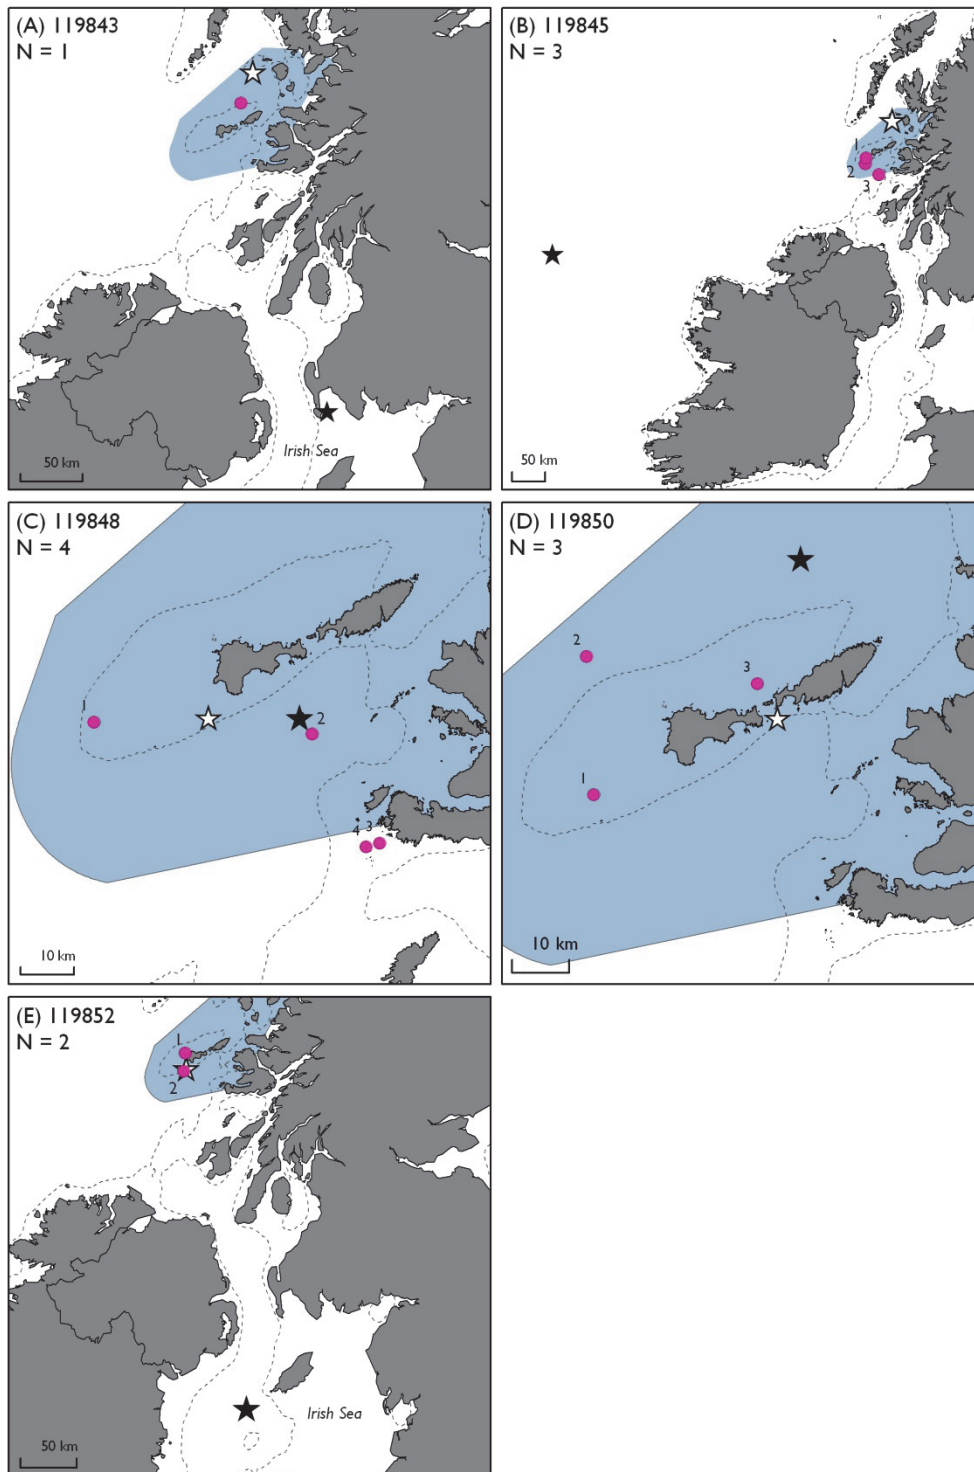 (A) 119843
N = 1
Irish Sea
50 km
(B) 119845
N = 3
1
2
3
50 km
(C) 119848
N = 4
1
2
4 3
10 km
(D) 119850
N = 3
2
3
1
10 km
(E) 119852
N = 2
1
2
Irish Sea
50 km